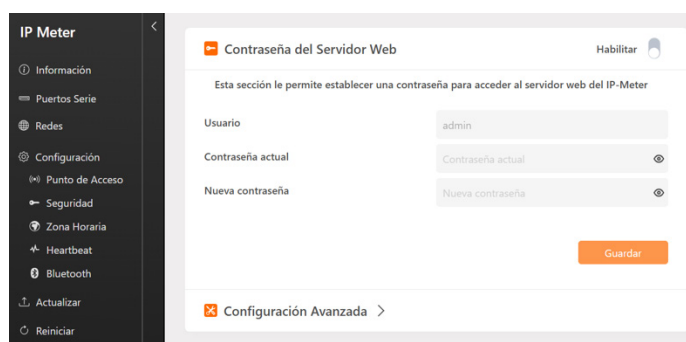 IP Meter
<
Información
Puertos Serie
Redes
Configuración
Punto de Acceso
Seguridad
Zona Horaria
Heartbeat
Bluetooth
Actualizar
Reiniciar
Contraseña del Servidor Web
Habilitar
Esta sección le permite establecer una contraseña para acceder al servidor web del IP-Meter
Usuario
admin
Contraseña actual
Contraseña actual
Nueva contraseña
Nueva contraseña
Guardar
Configuración Avanzada >